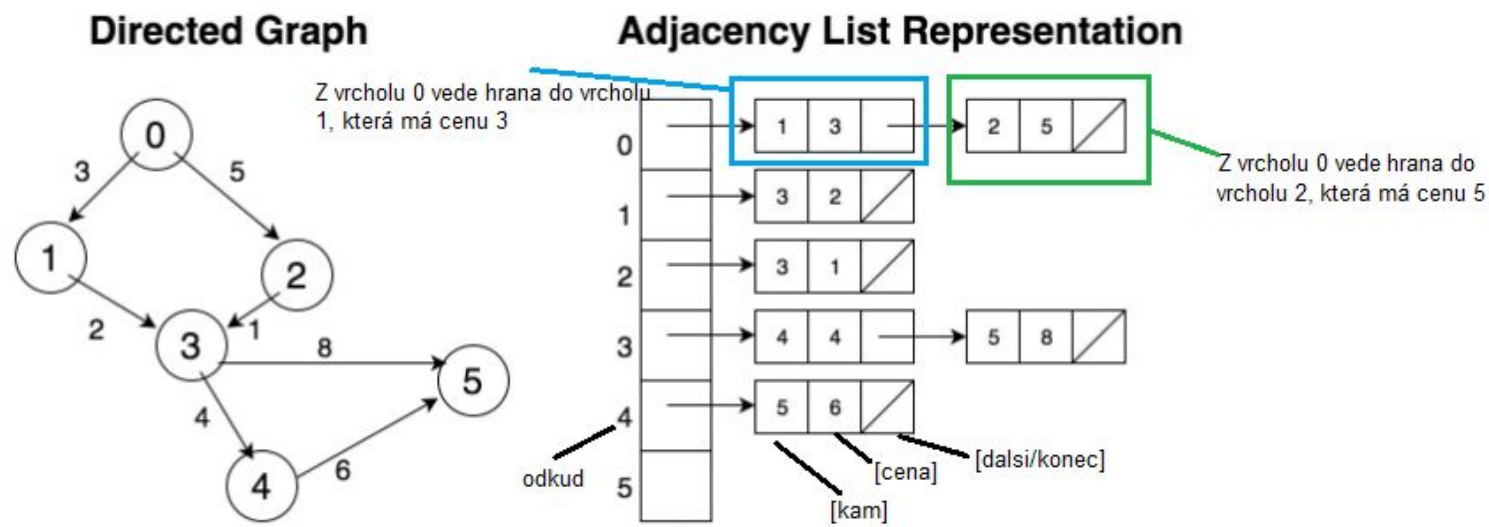 Directed Graph
Adjacency List Representation
Z vrcholu 0 vede hrana do vrcholu
1, která má cenu 3
0
3
5
1
2
2
1
3
8
5
4
4
6
0
1 3
2 5
Z vrcholu 0 vede hrana do
vrcholu 2, která má cenu 5
1
3 2
2
3 1
3
4 4
5 8
4
5 6
odkud
[kam]
[cena]
[dalsi/konec]
5